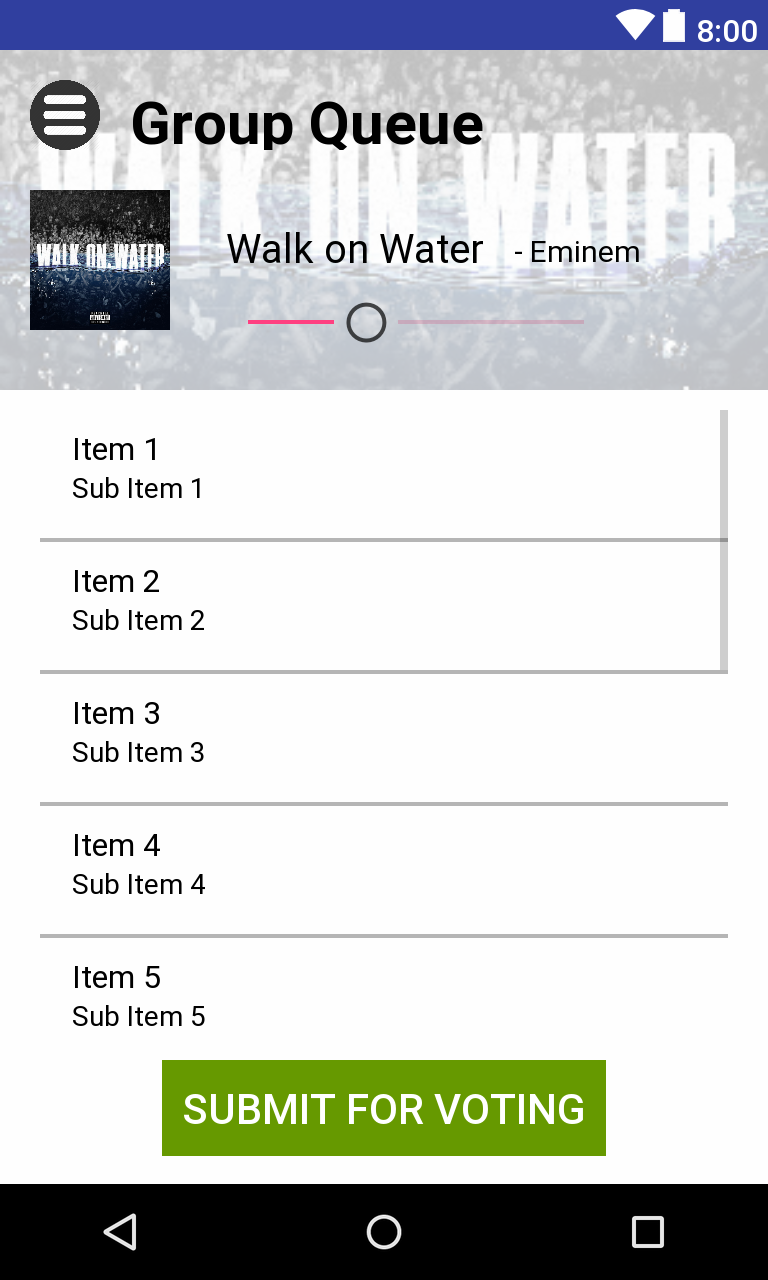 8:00
Group Queue
WALK ON WATER
WALK ON WATER
Walk on Water - Eminem
Item 1
Sub Item 1
Item 2
Sub Item 2
Item 3
Sub Item 3
Item 4
Sub Item 4
Item 5
Sub Item 5
SUBMIT FOR VOTING